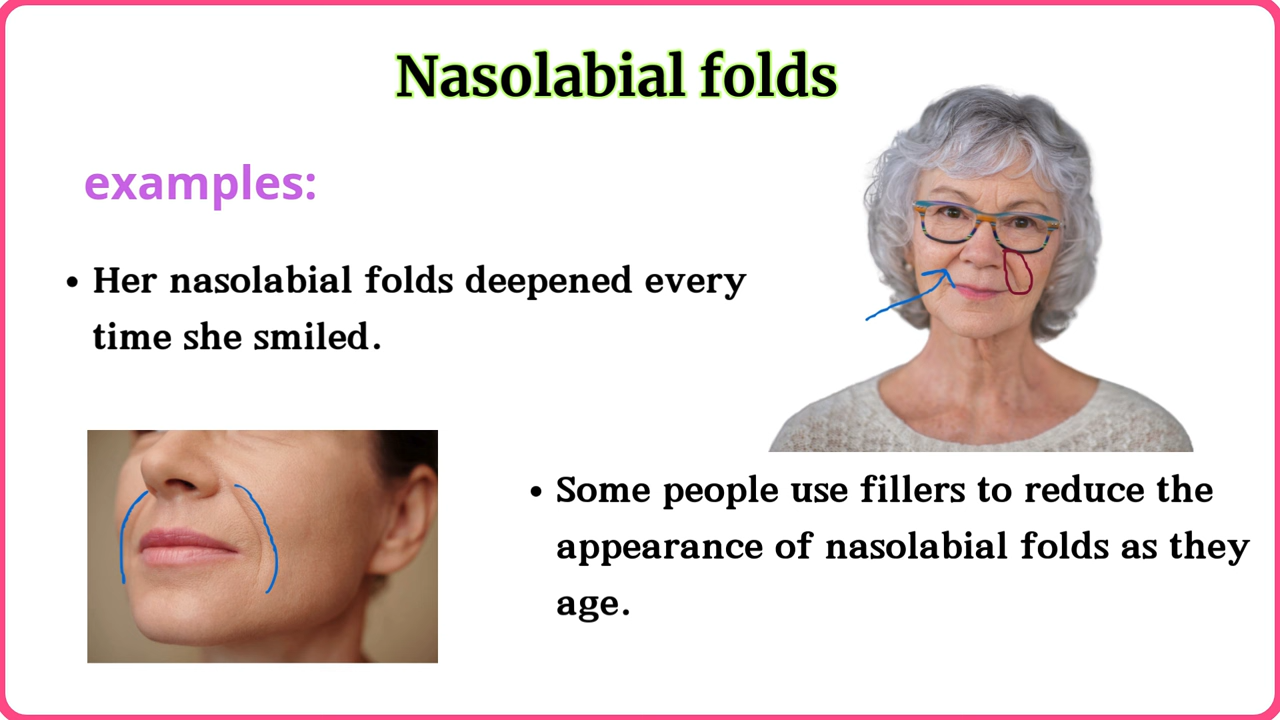 Nasolabial folds
examples:
• Her nasolabial folds deepened every
time she smiled.
• Some people use fillers to reduce the
appearance of nasolabial folds as they
age.